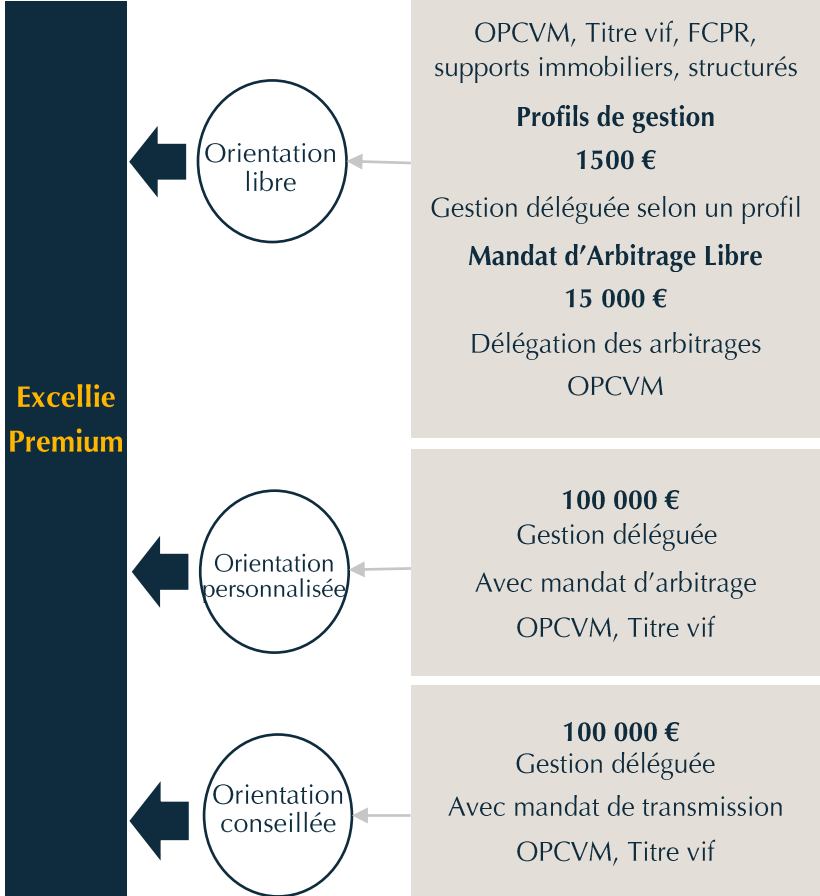 Excellie
Premium
Orientation
libre
OPCVM, Titre vif, FCPR,
supports immobiliers, structurés
Profils de gestion
1500 €
Gestion déléguée selon un profil
Mandat d’Arbitrage Libre
15 000 €
Délégation des arbitrages
OPCVM
Orientation
personnalisée
100 000 €
Gestion déléguée
Avec mandat d’arbitrage
OPCVM, Titre vif
Orientation
conseillée
100 000 €
Gestion déléguée
Avec mandat de transmission
OPCVM, Titre vif